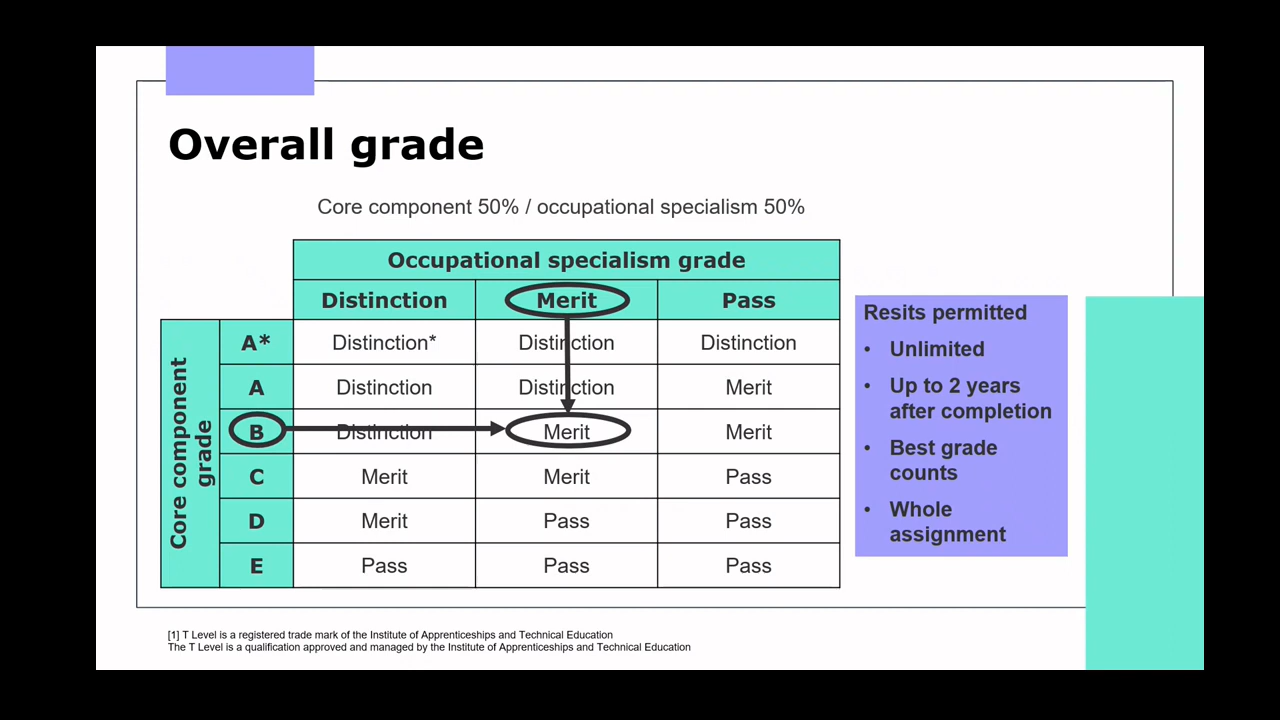 Overall grade
Core component 50% / occupational specialism 50%
Occupational specialism grade
Distinction Merit Pass
Core component
grade
A* Distinction* Distinction Distinction
A Distinction Distinction Merit
B Distinction Merit Merit
C Merit Merit Pass
D Merit Pass Pass
E Pass Pass Pass
Resits permitted
• Unlimited
• Up to 2 years
after completion
• Best grade
counts
• Whole
assignment
[1] T Level is a registered trade mark of the Institute of Apprenticeships and Technical Education
The T Level is a qualification approved and managed by the Institute of Apprenticeships and Technical Education